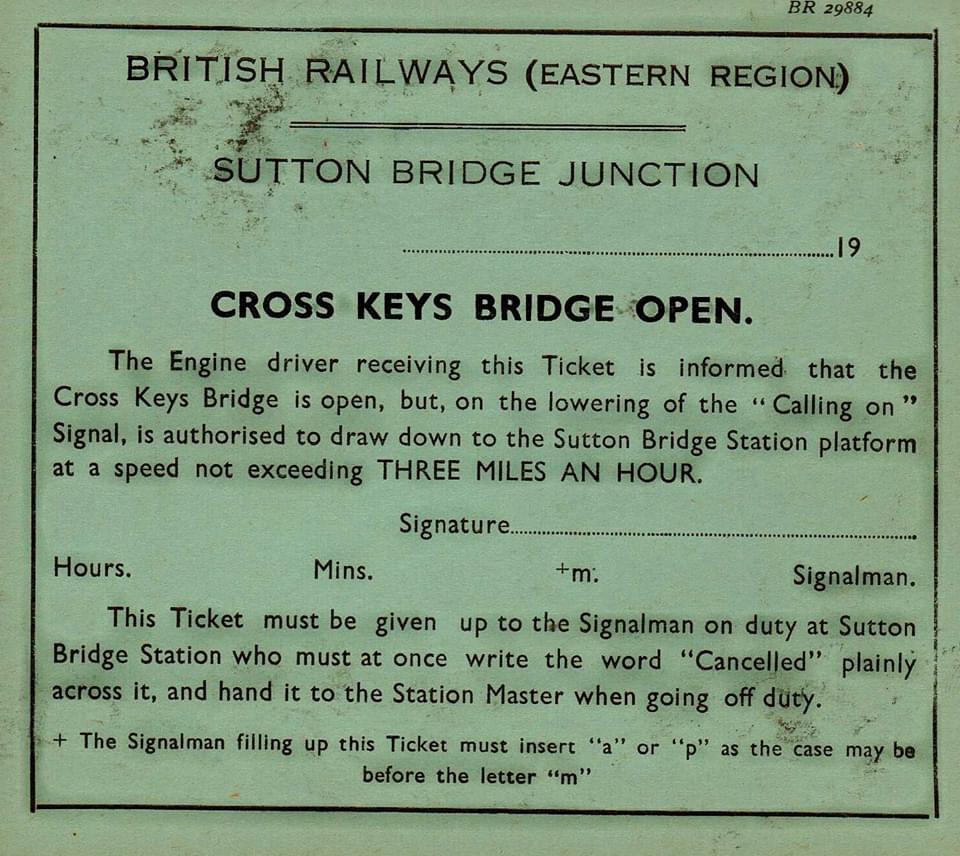 BR 29884
BRITISH RAILWAYS (EASTERN REGION)
SUTTON BRIDGE JUNCTION
..........19
CROSS KEYS BRIDGE OPEN.
The Engine driver receiving this Ticket is informed that the
Cross Keys Bridge is open, but, on the lowering of the "Calling on"
Signal, is authorised to draw down to the Sutton Bridge Station platform
at a speed not exceeding THREE MILES AN HOUR.
Signature..........
Hours. Mins. +m. Signalman.
This Ticket must be given up to the Signalman on duty at Sutton
Bridge Station who must at once write the word "Cancelled" plainly
across it, and hand it to the Station Master when going off duty.
+ The Signalman filling up this Ticket must insert "a" or "p" as the case may be
before the letter "m"